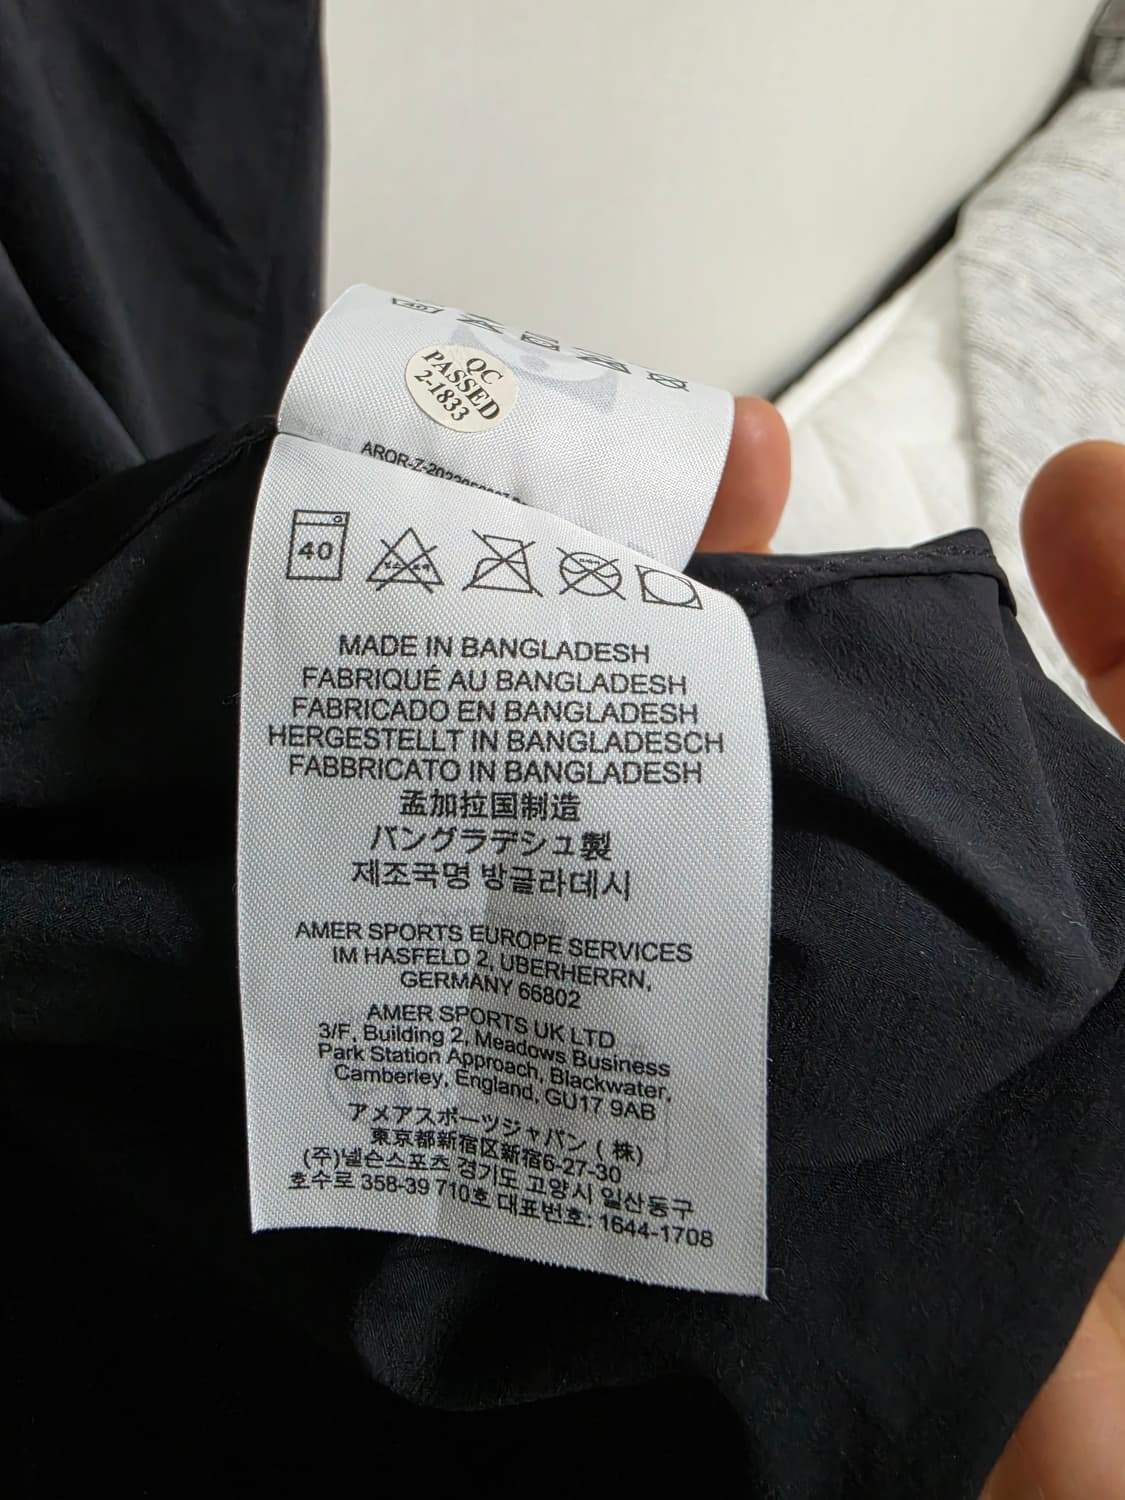 40
QC
PASSED
2-1833
40
MADE IN BANGLADESH
FABRIQUÉ AU BANGLADESH
FABRICADO EN BANGLADESH
HERGESTELLT IN BANGLADESCH
FABBRICATO IN BANGLADESH
孟加拉国制造
バングラデシュ製
제조국명 방글라데시
AMER SPORTS EUROPE SERVICES
IM HASFELD 2, UBERHERRN,
GERMANY 66802
AMER SPORTS UK LTD
3/F, Building 2, Meadows Business
Park Station Approach, Blackwater,
Camberley, England, GU17 9AB
アメアスポーツジャパン ( 株)
東京都新宿区新宿6-27-30
(주)넬슨스포츠 경기도 고양시 일산동구
호수로 358-39 710호 대표번호: 1644-1708